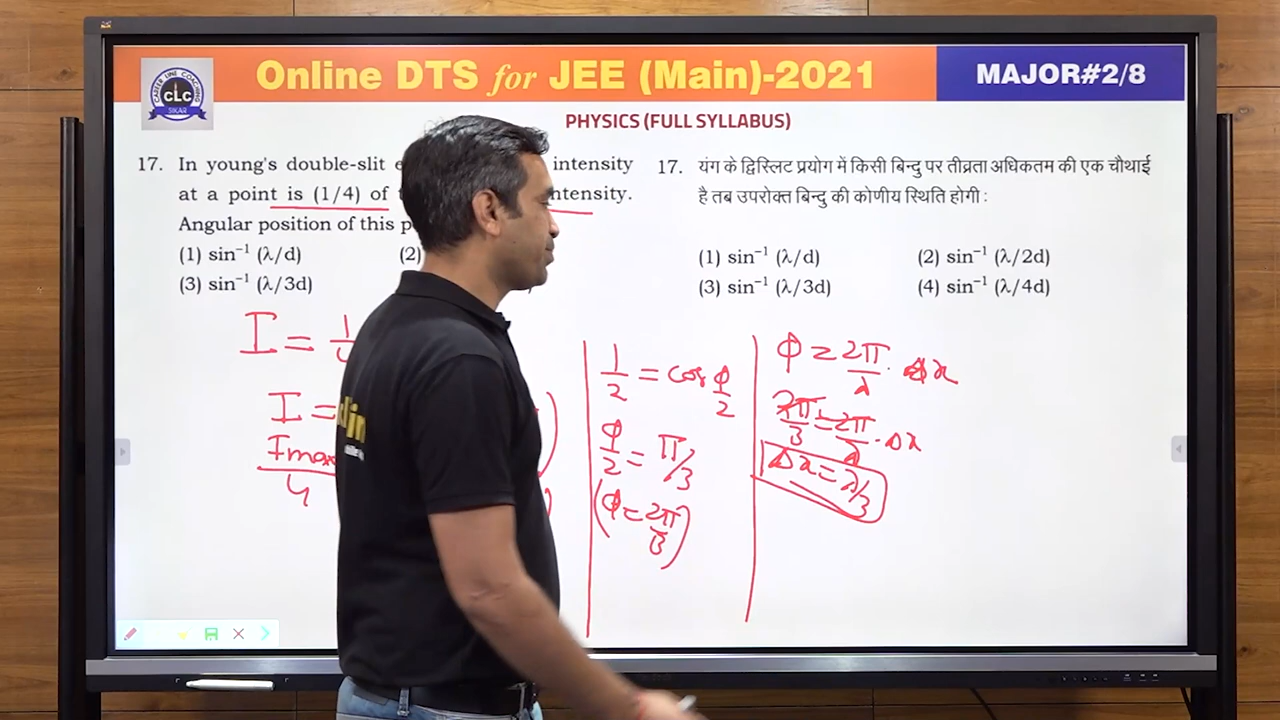 Online DTS for JEE (Main)-2021
MAJOR#2/8
CAREER LINE COACHING
CLC
SIKAR
PHYSICS (FULL SYLLABUS)
17. In young's double-slit intensity
at a point is (1/4) of intensity.
Angular position of this
(1) sin⁻¹ (λ/d) (2)
(3) sin⁻¹ (λ/3d)
17. यंग के द्विस्लिट प्रयोग में किसी बिन्दु पर तीव्रता अधिकतम की एक चौथाई
है तब उपरोक्त बिन्दु की कोणीय स्थिति होगी :
(1) sin⁻¹ (λ/d) (2) sin⁻¹ (λ/2d)
(3) sin⁻¹ (λ/3d) (4) sin⁻¹ (λ/4d)
I =
I =
Imax/4
1/2 = cos ϕ/2
ϕ/2 = π/3
(ϕ = 2π/3)
ϕ = 2π/λ · Δx
2π/3 = 2π/λ · Δx
Δx = λ/3